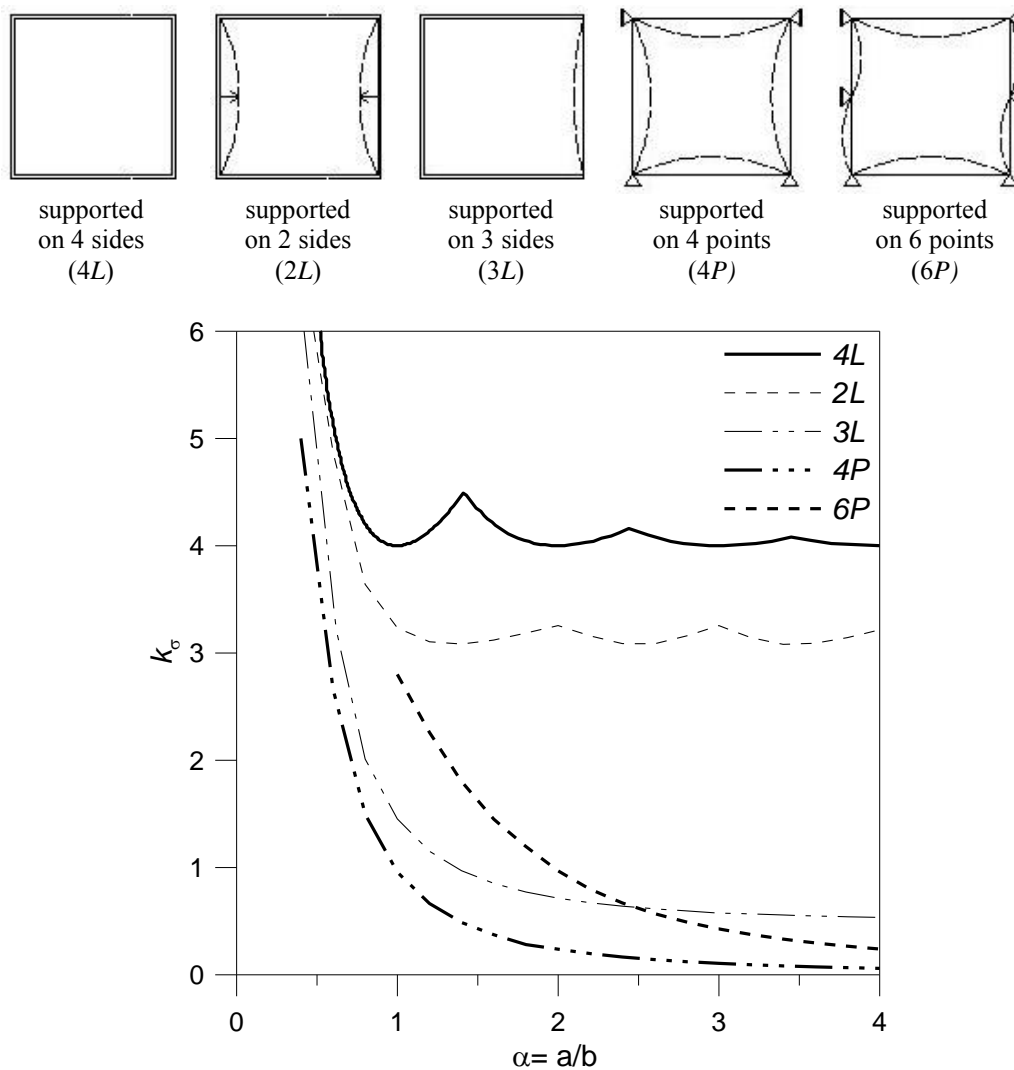 supported
on 4 sides
(4L)
supported
on 2 sides
(2L)
supported
on 3 sides
(3L)
supported
on 4 points
(4P)
supported
on 6 points
(6P)
4L
2L
3L
4P
6P
6
5
4
3
2
1
0
kσ
0 1 2 3 4
α= a/b